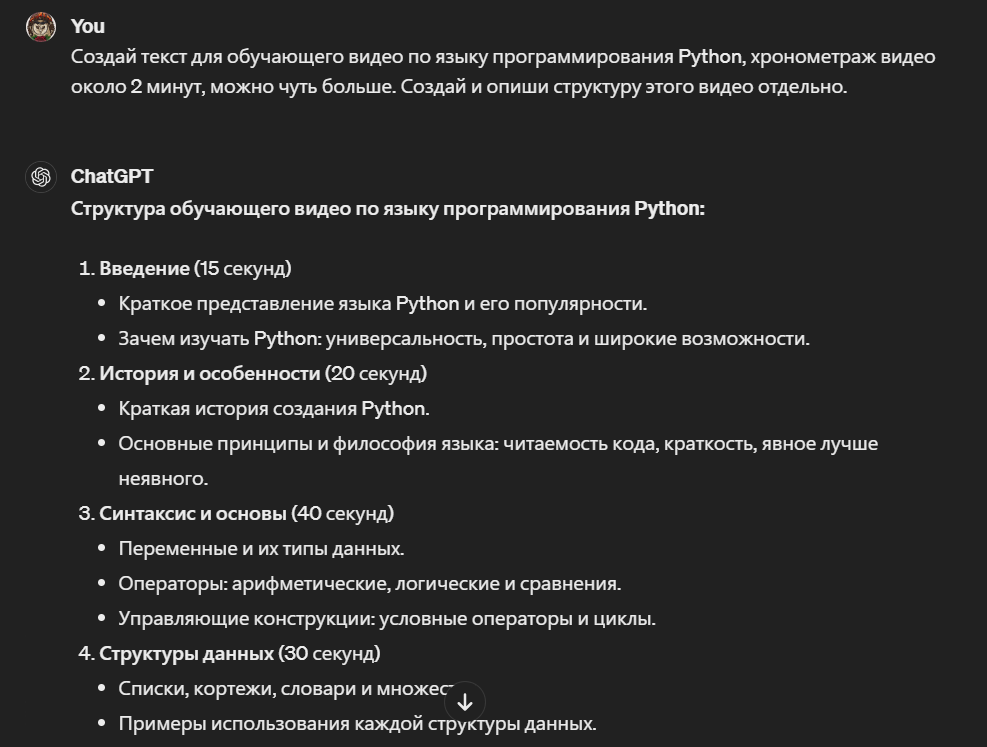 You
Создай текст для обучающего видео по языку программирования Python, хронометраж видео
около 2 минут, можно чуть больше. Создай и опиши структуру этого видео отдельно.
ChatGPT
Структура обучающего видео по языку программирования Python:
1. Введение (15 секунд)
• Краткое представление языка Python и его популярности.
• Зачем изучать Python: универсальность, простота и широкие возможности.
2. История и особенности (20 секунд)
• Краткая история создания Python.
• Основные принципы и философия языка: читаемость кода, краткость, явное лучше
неявного.
3. Синтаксис и основы (40 секунд)
• Переменные и их типы данных.
• Операторы: арифметические, логические и сравнения.
• Управляющие конструкции: условные операторы и циклы.
4. Структуры данных (30 секунд)
• Списки, кортежи, словари и
• Примеры использования каждой структуры данных.